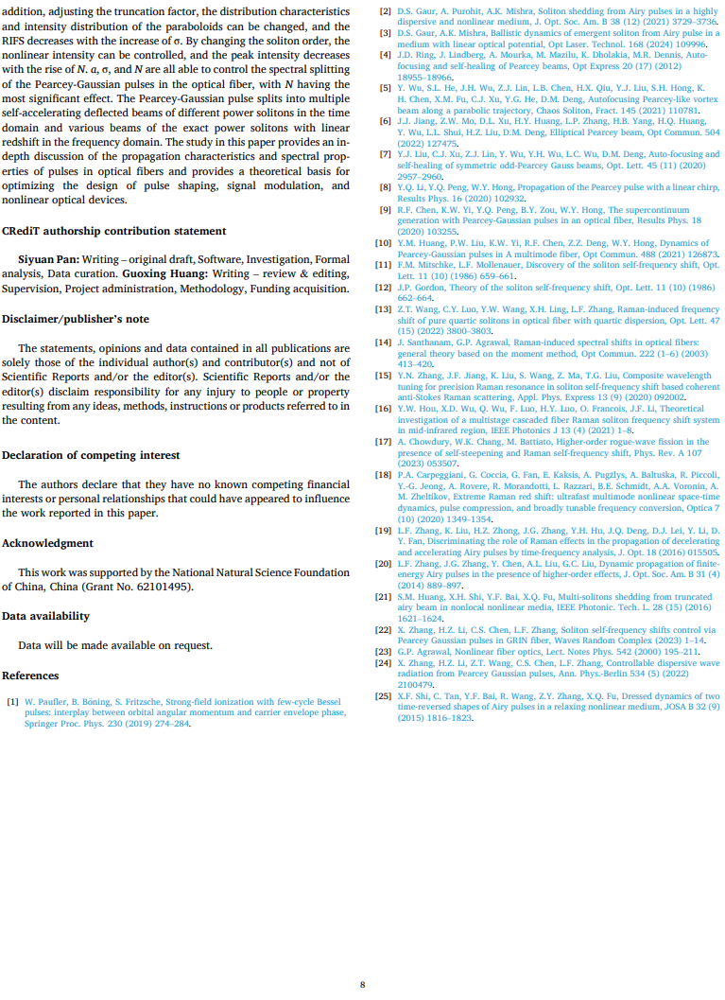 addition, adjusting the truncation factor, the distribution characteristics
and intensity distribution of the paraboloids can be changed, and the
RIFS decreases with the increase of σ. By changing the soliton order, the
nonlinear intensity can be controlled, and the peak intensity decreases
with the rise of N. α, σ, and N are all able to control the spectral splitting
of the Pearcey-Gaussian pulses in the optical fiber, with N having the
most significant effect. The Pearcey-Gaussian pulse splits into multiple
self-accelerating deflected beams of different power solitons in the time
domain and various beams of the exact power solitons with linear
redshift in the frequency domain. The study in this paper provides an in-
depth discussion of the propagation characteristics and spectral prop-
erties of pulses in optical fibers and provides a theoretical basis for
optimizing the design of pulse shaping, signal modulation, and
nonlinear optical devices.
CRediT authorship contribution statement
Siyuan Pan: Writing – original draft, Software, Investigation, Formal
analysis, Data curation. Guoxing Huang: Writing – review & editing,
Supervision, Project administration, Methodology, Funding acquisition.
Disclaimer/publisher's note
The statements, opinions and data contained in all publications are
solely those of the individual author(s) and contributor(s) and not of
Scientific Reports and/or the editor(s). Scientific Reports and/or the
editor(s) disclaim responsibility for any injury to people or property
resulting from any ideas, methods, instructions or products referred to in
the content.
Declaration of competing interest
The authors declare that they have no known competing financial
interests or personal relationships that could have appeared to influence
the work reported in this paper.
Acknowledgment
This work was supported by the National Natural Science Foundation
of China, China (Grant No. 62101495).
Data availability
Data will be made available on request.
References
[1] W. Paufler, B. Böning, S. Fritzsche, Strong-field ionization with few-cycle Bessel
pulses: interplay between orbital angular momentum and carrier envelope phase,
Springer Proc. Phys. 230 (2019) 274–284.
[2] D.S. Gaur, A. Purohit, A.K. Mishra, Soliton shedding from Airy pulses in a highly
dispersive and nonlinear medium, J. Opt. Soc. Am. B 38 (12) (2021) 3729–3736.
[3] D.S. Gaur, A.K. Mishra, Ballistic dynamics of emergent soliton from Airy pulse in a
medium with linear optical potential, Opt Laser. Technol. 168 (2024) 109996.
[4] J.D. Ring, J. Lindberg, A. Mourka, M. Mazilu, K. Dholakia, M.R. Dennis, Auto-
focusing and self-healing of Pearcey beams, Opt Express 20 (17) (2012)
18955–18966.
[5] Y. Wu, S.L. He, J.H. Wu, Z.J. Lin, L.B. Chen, H.X. Qiu, Y.J. Liu, S.H. Hong, K.
H. Chen, X.M. Fu, C.J. Xu, Y.G. He, D.M. Deng, Autofocusing Pearcey-like vortex
beam along a parabolic trajectory, Chaos Soliton, Fract. 145 (2021) 110781.
[6] J.J. Jiang, Z.W. Mo, D.L. Xu, H.Y. Huang, L.P. Zhang, H.B. Yang, H.Q. Huang,
Y. Wu, L.L. Shui, H.Z. Liu, D.M. Deng, Elliptical Pearcey beam, Opt Commun. 504
(2022) 127475.
[7] Y.J. Liu, C.J. Xu, Z.J. Lin, Y. Wu, Y.H. Wu, L.C. Wu, D.M. Deng, Auto-focusing and
self-healing of symmetric odd-Pearcey Gauss beams, Opt. Lett. 45 (11) (2020)
2957–2960.
[8] Y.Q. Li, Y.Q. Peng, W.Y. Hong, Propagation of the Pearcey pulse with a linear chirp,
Results Phys. 16 (2020) 102932.
[9] R.F. Chen, K.W. Yi, Y.Q. Peng, B.Y. Zou, W.Y. Hong, The supercontinuum
generation with Pearcey-Gaussian pulses in an optical fiber, Results Phys. 18
(2020) 103255.
[10] Y.M. Huang, P.W. Liu, K.W. Yi, R.F. Chen, Z.Z. Deng, W.Y. Hong, Dynamics of
Pearcey-Gaussian pulses in A multimode fiber, Opt Commun. 488 (2021) 126873.
[11] F.M. Mitschke, L.F. Mollenauer, Discovery of the soliton self-frequency shift, Opt.
Lett. 11 (10) (1986) 659–661.
[12] J.P. Gordon, Theory of the soliton self-frequency shift, Opt. Lett. 11 (10) (1986)
662–664.
[13] Z.T. Wang, C.Y. Luo, Y.W. Wang, X.H. Ling, L.F. Zhang, Raman-induced frequency
shift of pure quartic solitons in optical fiber with quartic dispersion, Opt. Lett. 47
(15) (2022) 3800–3803.
[14] J. Santhanam, G.P. Agrawal, Raman-induced spectral shifts in optical fibers:
general theory based on the moment method, Opt Commun. 222 (1–6) (2003)
413–420.
[15] Y.N. Zhang, J.F. Jiang, K. Liu, S. Wang, Z. Ma, T.G. Liu, Composite wavelength
tuning for precision Raman resonance in soliton self-frequency shift based coherent
anti-Stokes Raman scattering, Appl. Phys. Express 13 (9) (2020) 092002.
[16] Y.W. Hou, X.D. Wu, Q. Wu, F. Luo, H.Y. Luo, O. Francois, J.F. Li, Theoretical
investigation of a multistage cascaded fiber Raman soliton frequency shift system
in mid-infrared region, IEEE Photonics J 13 (4) (2021) 1–8.
[17] A. Chowdury, W.K. Chang, M. Battiato, Higher-order rogue-wave fission in the
presence of self-steepening and Raman self-frequency shift, Phys. Rev. A 107
(2023) 053507.
[18] P.A. Carpeggiani, G. Coccia, G. Fan, E. Kaksis, A. Pugzlys, A. Baltuška, R. Piccoli,
Y.-G. Jeong, A. Rovere, R. Morandotti, L. Razzari, B.E. Schmidt, A.A. Voronin, A.
M. Zheltikov, Extreme Raman red shift: ultrafast multimode nonlinear space-time
dynamics, pulse compression, and broadly tunable frequency conversion, Optica 7
(10) (2020) 1349–1354.
[19] L.F. Zhang, K. Liu, H.Z. Zhong, J.G. Zhang, Y.H. Hu, J.Q. Deng, D.J. Lei, Y. Li, D.
Y. Fan, Discriminating the role of Raman effects in the propagation of decelerating
and accelerating Airy pulses by time-frequency analysis, J. Opt. 18 (2016) 015505.
[20] L.F. Zhang, J.G. Zhang, Y. Chen, A.L. Liu, G.C. Liu, Dynamic propagation of finite-
energy Airy pulses in the presence of higher-order effects, J. Opt. Soc. Am. B 31 (4)
(2014) 889–897.
[21] S.M. Huang, X.H. Shi, Y.F. Bai, X.Q. Fu, Multi-solitons shedding from truncated
airy beam in nonlocal nonlinear media, IEEE Photonic. Tech. L. 28 (15) (2016)
1621–1624.
[22] X. Zhang, H.Z. Li, C.S. Chen, L.F. Zhang, Soliton self-frequency shifts control via
Pearcey Gaussian pulses in GRIN fiber, Waves Random Complex (2023) 1–14.
[23] G.P. Agrawal, Nonlinear fiber optics, Lect. Notes Phys. 542 (2000) 195–211.
[24] X. Zhang, H.Z. Li, Z.T. Wang, C.S. Chen, L.F. Zhang, Controllable dispersive wave
radiation from Pearcey Gaussian pulses, Ann. Phys.-Berlin 534 (5) (2022)
2100479.
[25] X.F. Shi, C. Tan, Y.F. Bai, R. Wang, Z.Y. Zhang, X.Q. Fu, Dressed dynamics of two
time-reversed shapes of Airy pulses in a relaxing nonlinear medium, JOSA B 32 (9)
(2015) 1816–1823.
8